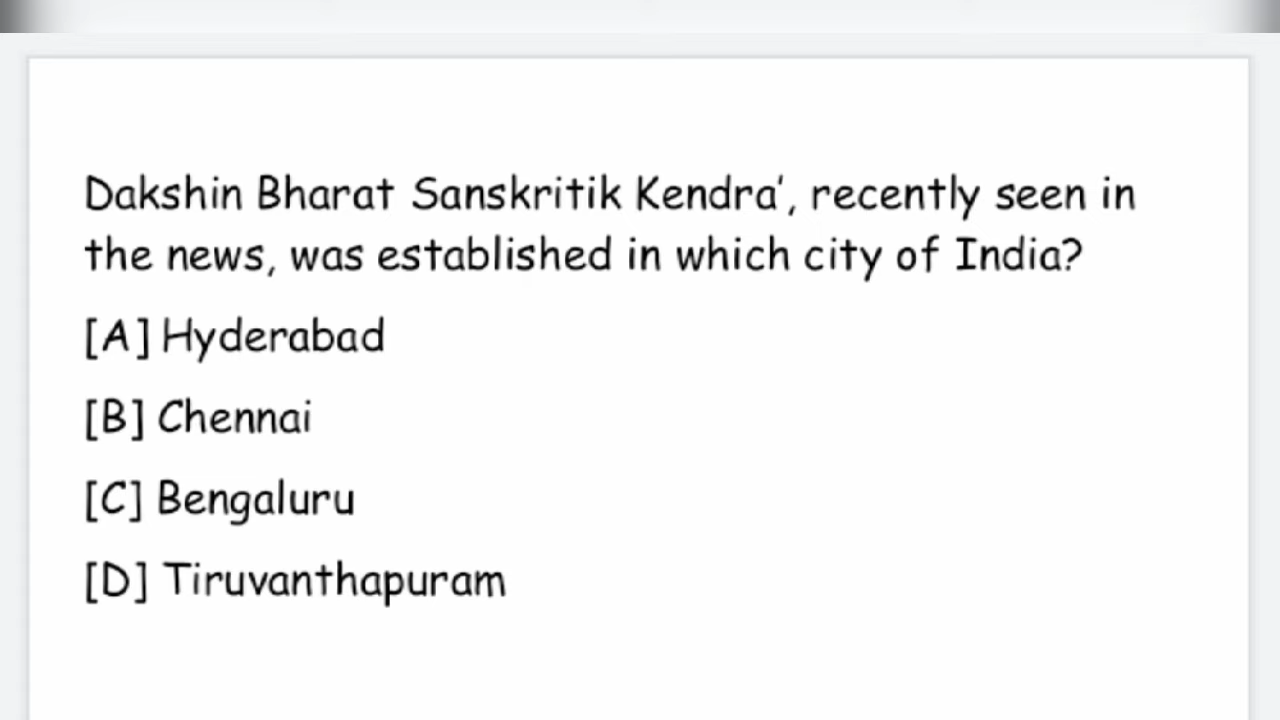 Dakshin Bharat Sanskritik Kendra’, recently seen in
the news, was established in which city of India?
[A] Hyderabad
[B] Chennai
[C] Bengaluru
[D] Tiruvanthapuram